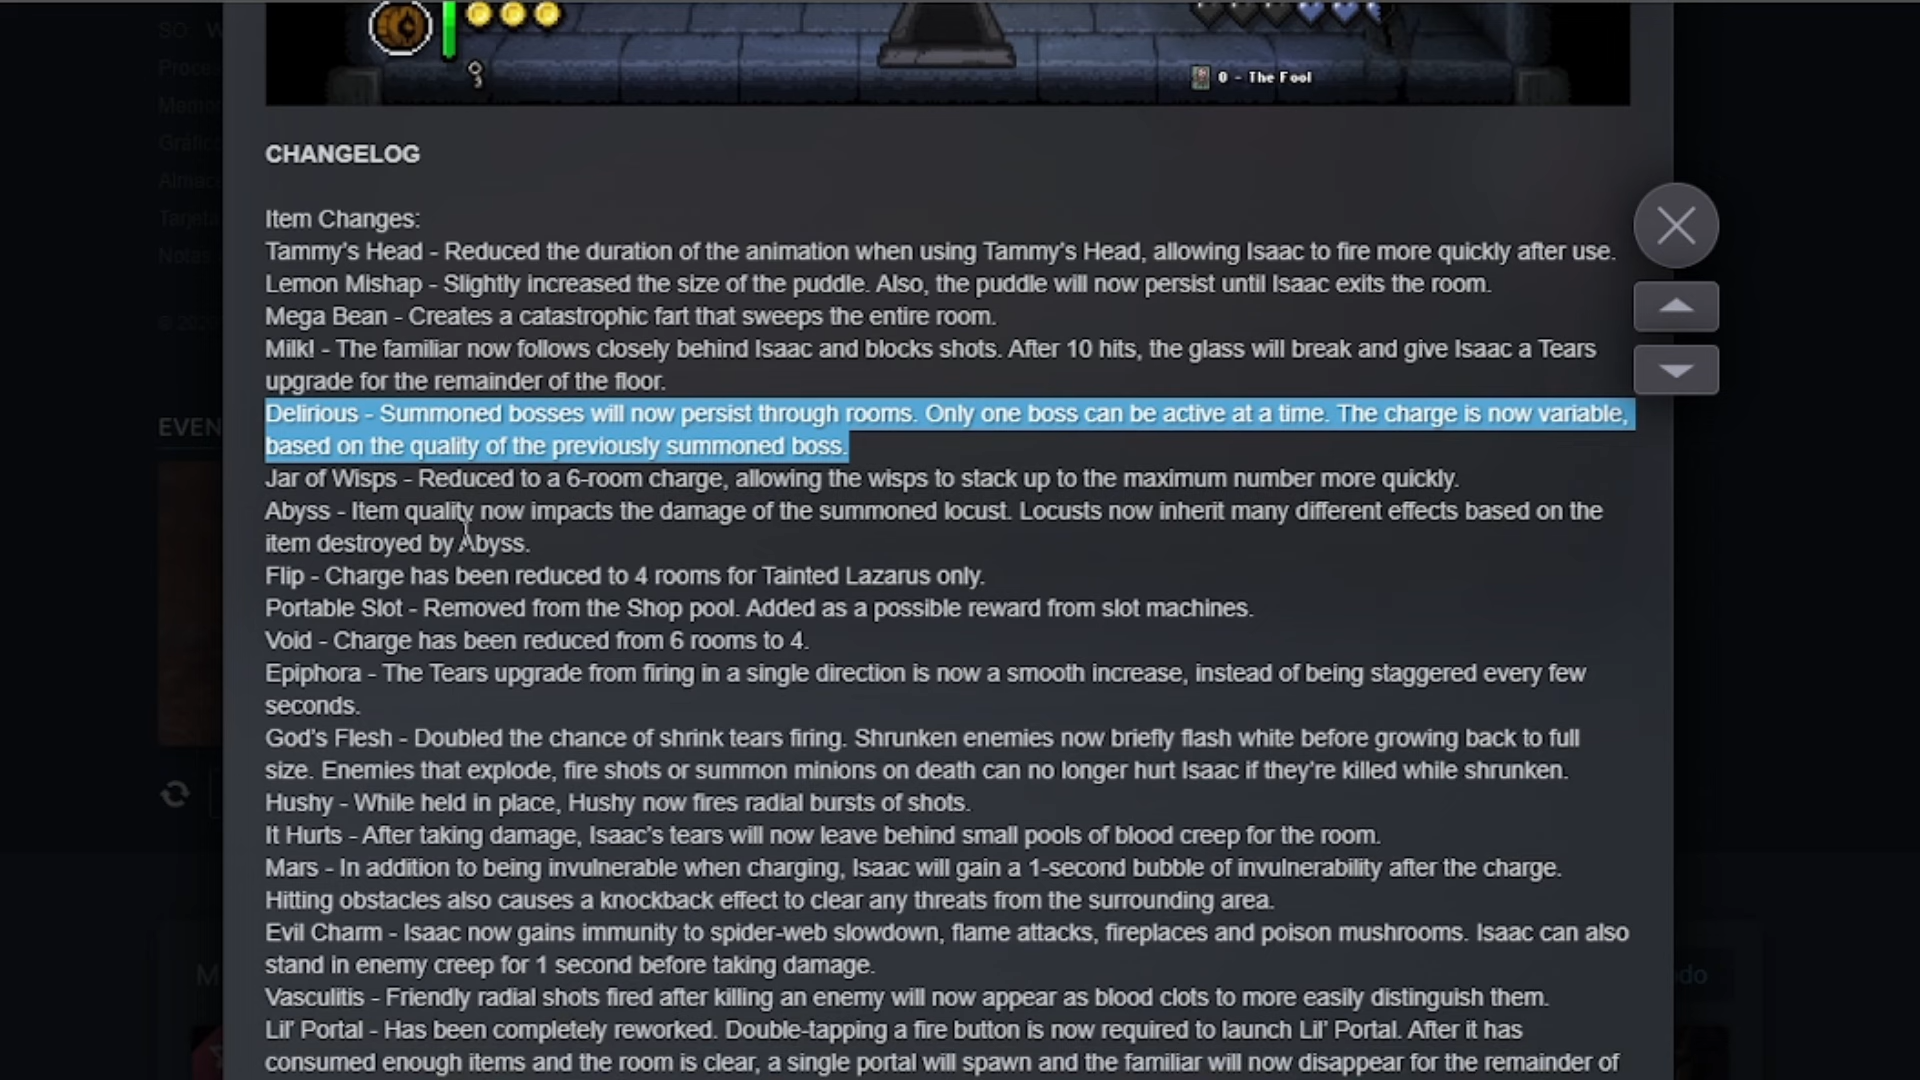 0 - The Fool
CHANGELOG
Item Changes:
Tammy's Head - Reduced the duration of the animation when using Tammy's Head, allowing Isaac to fire more quickly after use.
Lemon Mishap - Slightly increased the size of the puddle. Also, the puddle will now persist until Isaac exits the room.
Mega Bean - Creates a catastrophic fart that sweeps the entire room.
Milk! - The familiar now follows closely behind Isaac and blocks shots. After 10 hits, the glass will break and give Isaac a Tears
upgrade for the remainder of the floor.
Delirious - Summoned bosses will now persist through rooms. Only one boss can be active at a time. The charge is now variable,
based on the quality of the previously summoned boss.
Jar of Wisps - Reduced to a 6-room charge, allowing the wisps to stack up to the maximum number more quickly.
Abyss - Item quality now impacts the damage of the summoned locust. Locusts now inherit many different effects based on the
item destroyed by Abyss.
Flip - Charge has been reduced to 4 rooms for Tainted Lazarus only.
Portable Slot - Removed from the Shop pool. Added as a possible reward from slot machines.
Void - Charge has been reduced from 6 rooms to 4.
Epiphora - The Tears upgrade from firing in a single direction is now a smooth increase, instead of being staggered every few
seconds.
God's Flesh - Doubled the chance of shrink tears firing. Shrunken enemies now briefly flash white before growing back to full
size. Enemies that explode, fire shots or summon minions on death can no longer hurt Isaac if they're killed while shrunken.
Hushy - While held in place, Hushy now fires radial bursts of shots.
It Hurts - After taking damage, Isaac's tears will now leave behind small pools of blood creep for the room.
Mars - In addition to being invulnerable when charging, Isaac will gain a 1-second bubble of invulnerability after the charge.
Hitting obstacles also causes a knockback effect to clear any threats from the surrounding area.
Evil Charm - Isaac now gains immunity to spider-web slowdown, flame attacks, fireplaces and poison mushrooms. Isaac can also
stand in enemy creep for 1 second before taking damage.
Vasculitis - Friendly radial shots fired after killing an enemy will now appear as blood clots to more easily distinguish them.
Lil' Portal - Has been completely reworked. Double-tapping a fire button is now required to launch Lil' Portal. After it has
consumed enough items and the room is clear, a single portal will spawn and the familiar will now disappear for the remainder of